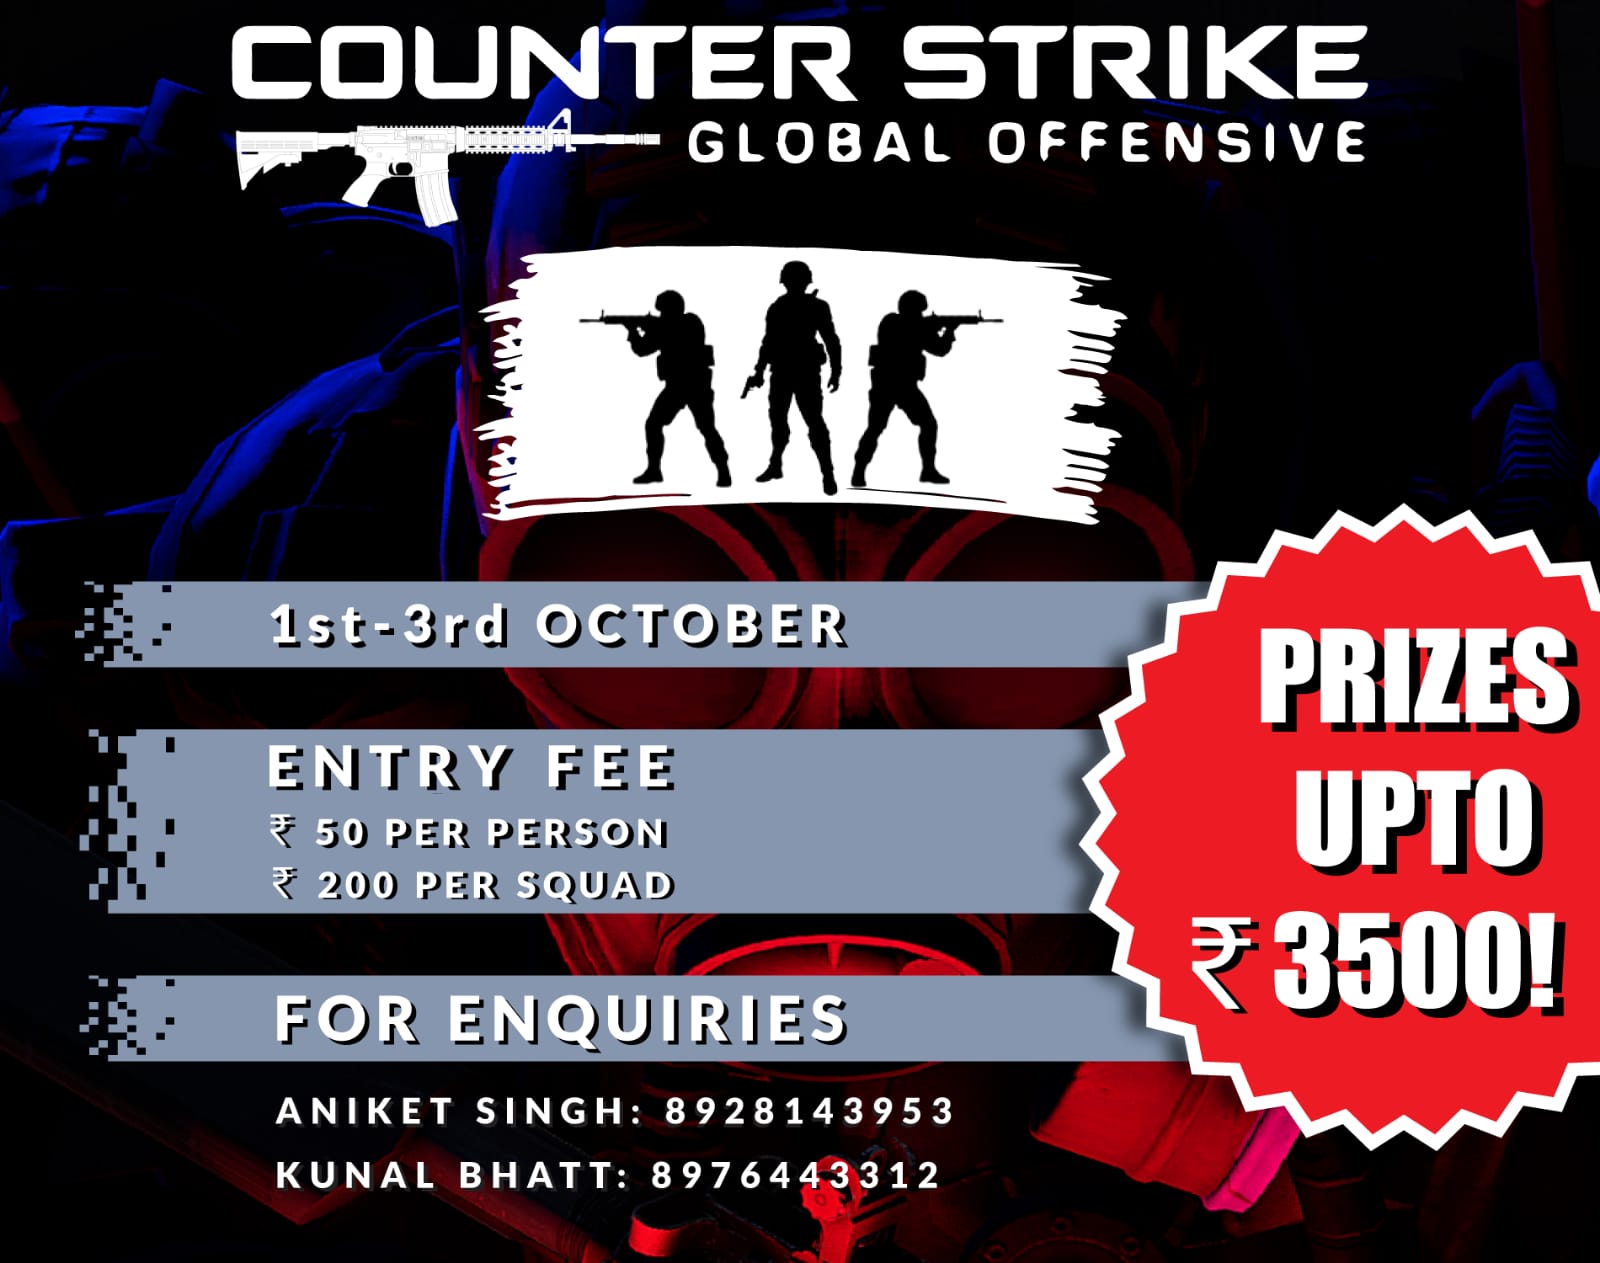 COUNTER STRIKE
GLOBAL OFFENSIVE
1st-3rd OCTOBER
ENTRY FEE
₹ 50 PER PERSON
₹ 200 PER SQUAD
PRIZES
UPTO
₹ 3500!
FOR ENQUIRIES
ANIKET SINGH: 8928143953
KUNAL BHATT: 8976443312